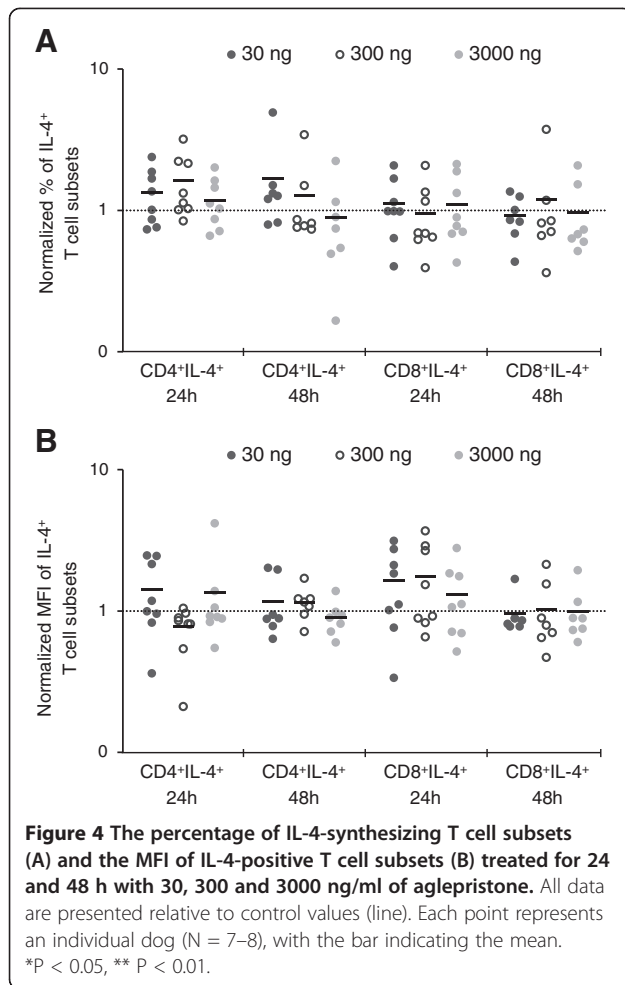 A
● 30 ng ○ 300 ng ● 3000 ng
10
1
0
Normalized % of IL-4⁺
T cell subsets
CD4⁺IL-4⁺ CD4⁺IL-4⁺ CD8⁺IL-4⁺ CD8⁺IL-4⁺
24h 48h 24h 48h
B
● 30 ng ○ 300 ng ● 3000 ng
10
1
0
Normalized MFI of IL-4⁺
T cell subsets
CD4⁺IL-4⁺ CD4⁺IL-4⁺ CD8⁺IL-4⁺ CD8⁺IL-4⁺
24h 48h 24h 48h
Figure 4 The percentage of IL-4-synthesizing T cell subsets
(A) and the MFI of IL-4-positive T cell subsets (B) treated for 24
and 48 h with 30, 300 and 3000 ng/ml of aglepristone. All data
are presented relative to control values (line). Each point represents
an individual dog (N = 7–8), with the bar indicating the mean.
*P < 0.05, ** P < 0.01.